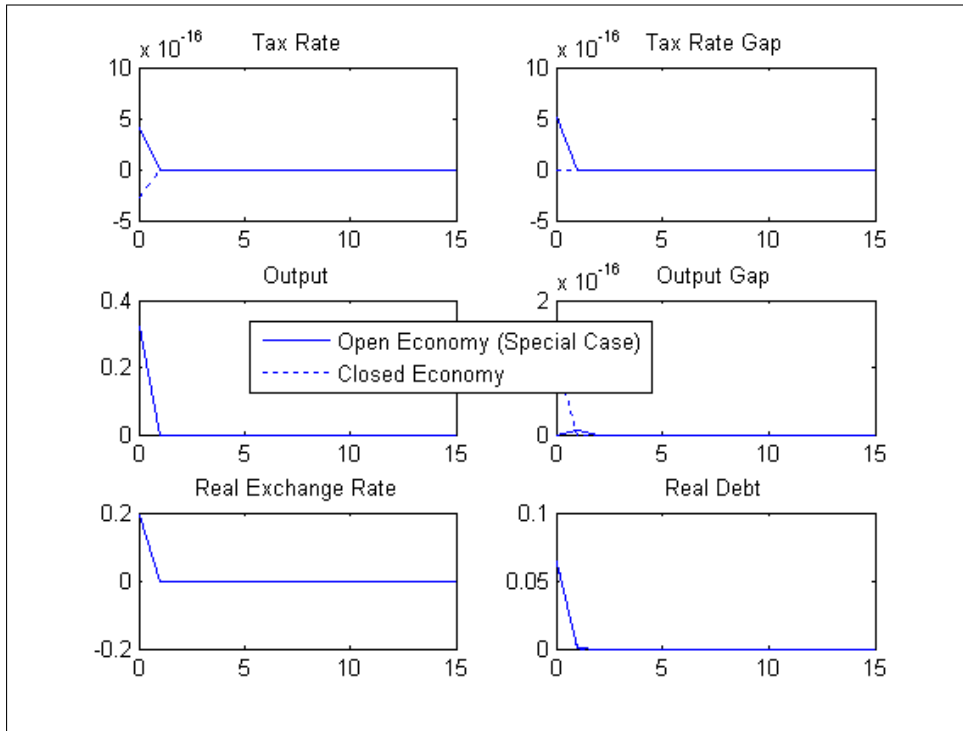 x 10^-16
Tax Rate
10
5
0
-5
0 5 10 15
x 10^-16
Tax Rate Gap
10
5
0
-5
0 5 10 15
Output
0.4
0.2
0
0 5 10 15
x 10^-16
Output Gap
2
0
0 5 10 15
Open Economy (Special Case)
Closed Economy
Real Exchange Rate
0.2
0
-0.2
0 5 10 15
Real Debt
0.1
0.05
0
0 5 10 15